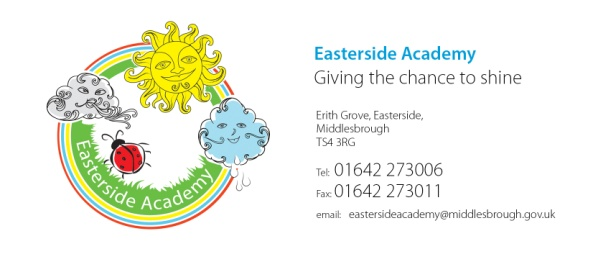 Easterside Academy
Easterside Academy
Giving the chance to shine
Erith Grove, Easterside,
Middlesbrough
TS4 3RG
Tel: 01642 273006
Fax: 01642 273011
email: eastersideacademy@middlesbrough.gov.uk